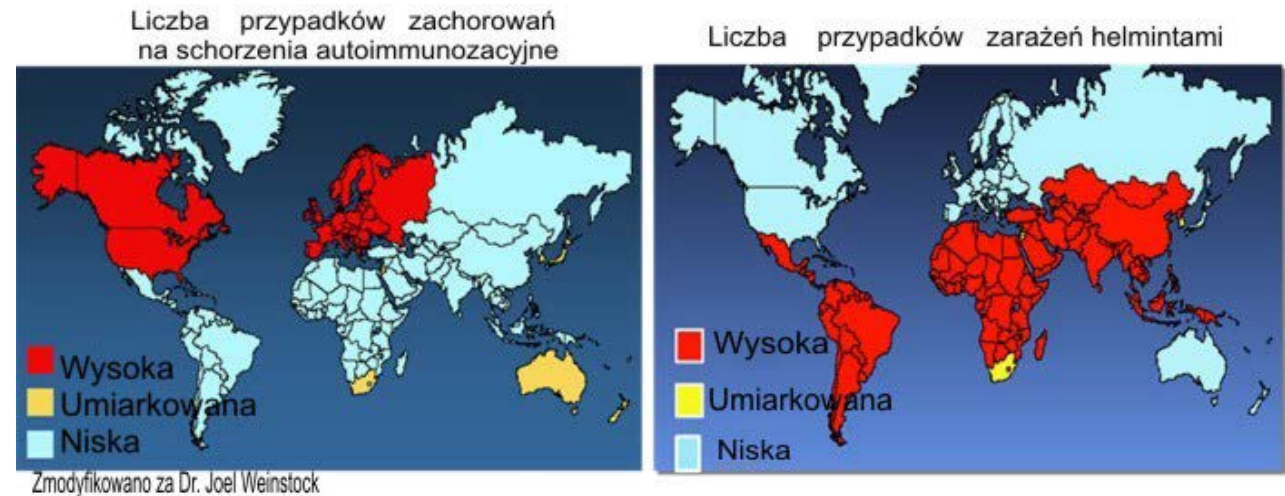 Liczba przypadków zachorowań
na schorzenia autoimmunozacyjne
Wysoka
Umiarkowana
Niska
Zmodyfikowano za Dr. Joel Weinstock
Liczba przypadków zarażeń helmintami
Wysoka
Umiarkowana
Niska